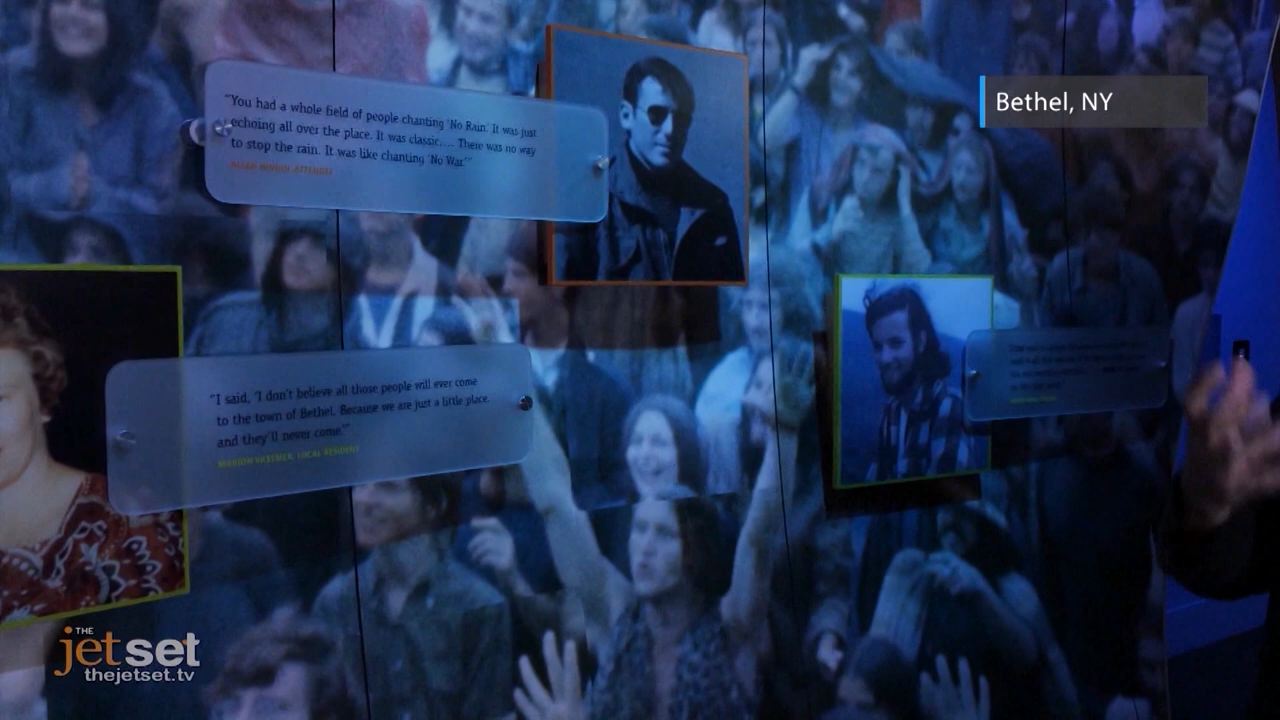 Bethel, NY
"You had a whole field of people chanting 'No Rain.' It was just
echoing all over the place. It was classic.... There was no way
to stop the rain. It was like chanting 'No War.'"
ATTENDEE
"I said, 'I don't believe all those people will ever come
to the town of Bethel. Because we are just a little place,
and they'll never come.'"
LOCAL RESIDENT
THE
jetset
thejetset.tv